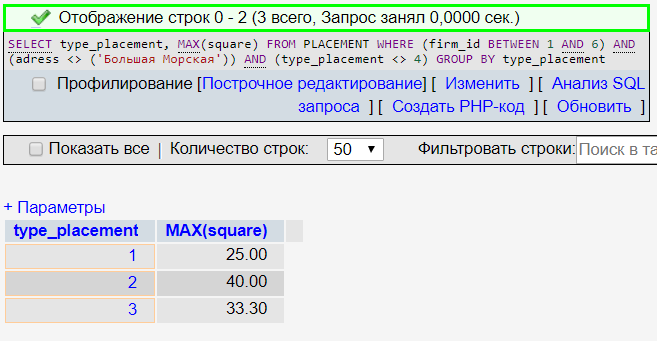 Отображение строк 0 - 2 (3 всего, Запрос занял 0,0000 сек.)
SELECT type_placement, MAX(square) FROM PLACEMENT WHERE (firm_id BETWEEN 1 AND 6) AND
(adress <> ('Большая Морская')) AND (type_placement <> 4) GROUP BY type_placement
Профилирование [Построчное редактирование] [ Изменить ] [ Анализ SQL
запроса ] [ Создать PHP-код ] [ Обновить ]
Показать все | Количество строк: 50 Фильтровать строки: Поиск в та
+ Параметры
type_placement MAX(square)
1 25.00
2 40.00
3 33.30